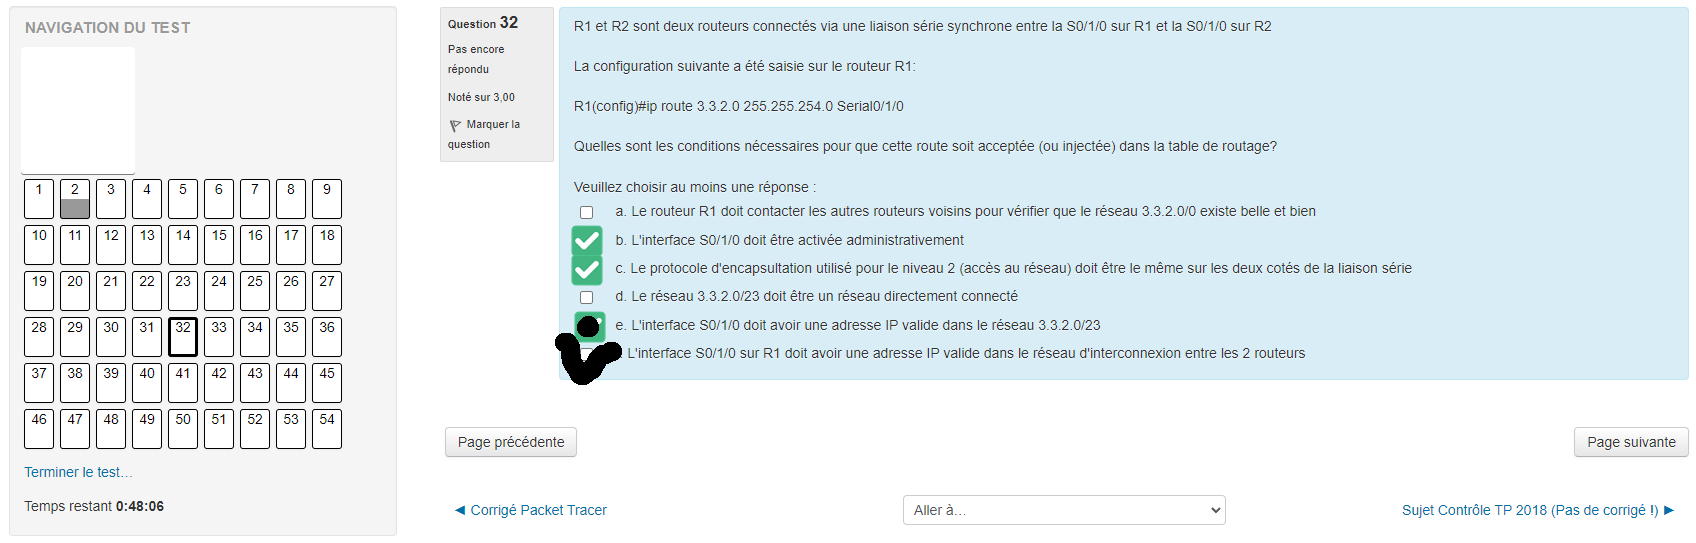 NAVIGATION DU TEST
1 2 3 4 5 6 7 8 9
10 11 12 13 14 15 16 17 18
19 20 21 22 23 24 25 26 27
28 29 30 31 32 33 34 35 36
37 38 39 40 41 42 43 44 45
46 47 48 49 50 51 52 53 54
Terminer le test…
Temps restant 0:48:06
Question 32
Pas encore
répondu
Noté sur 3,00
Marquer la
question
R1 et R2 sont deux routeurs connectés via une liaison série synchrone entre la S0/1/0 sur R1 et la S0/1/0 sur R2
La configuration suivante a été saisie sur le routeur R1:
R1(config)#ip route 3.3.2.0 255.255.254.0 Serial0/1/0
Quelles sont les conditions nécessaires pour que cette route soit acceptée (ou injectée) dans la table de routage?
Veuillez choisir au moins une réponse :
a. Le routeur R1 doit contacter les autres routeurs voisins pour vérifier que le réseau 3.3.2.0/0 existe belle et bien
b. L'interface S0/1/0 doit être activée administrativement
c. Le protocole d'encapsultation utilisé pour le niveau 2 (accès au réseau) doit être le même sur les deux cotés de la liaison série
d. Le réseau 3.3.2.0/23 doit être un réseau directement connecté
e. L'interface S0/1/0 doit avoir une adresse IP valide dans le réseau 3.3.2.0/23
L'interface S0/1/0 sur R1 doit avoir une adresse IP valide dans le réseau d'interconnexion entre les 2 routeurs
Page précédente
Page suivante
◄ Corrigé Packet Tracer
Aller à…
Sujet Contrôle TP 2018 (Pas de corrigé !) ►